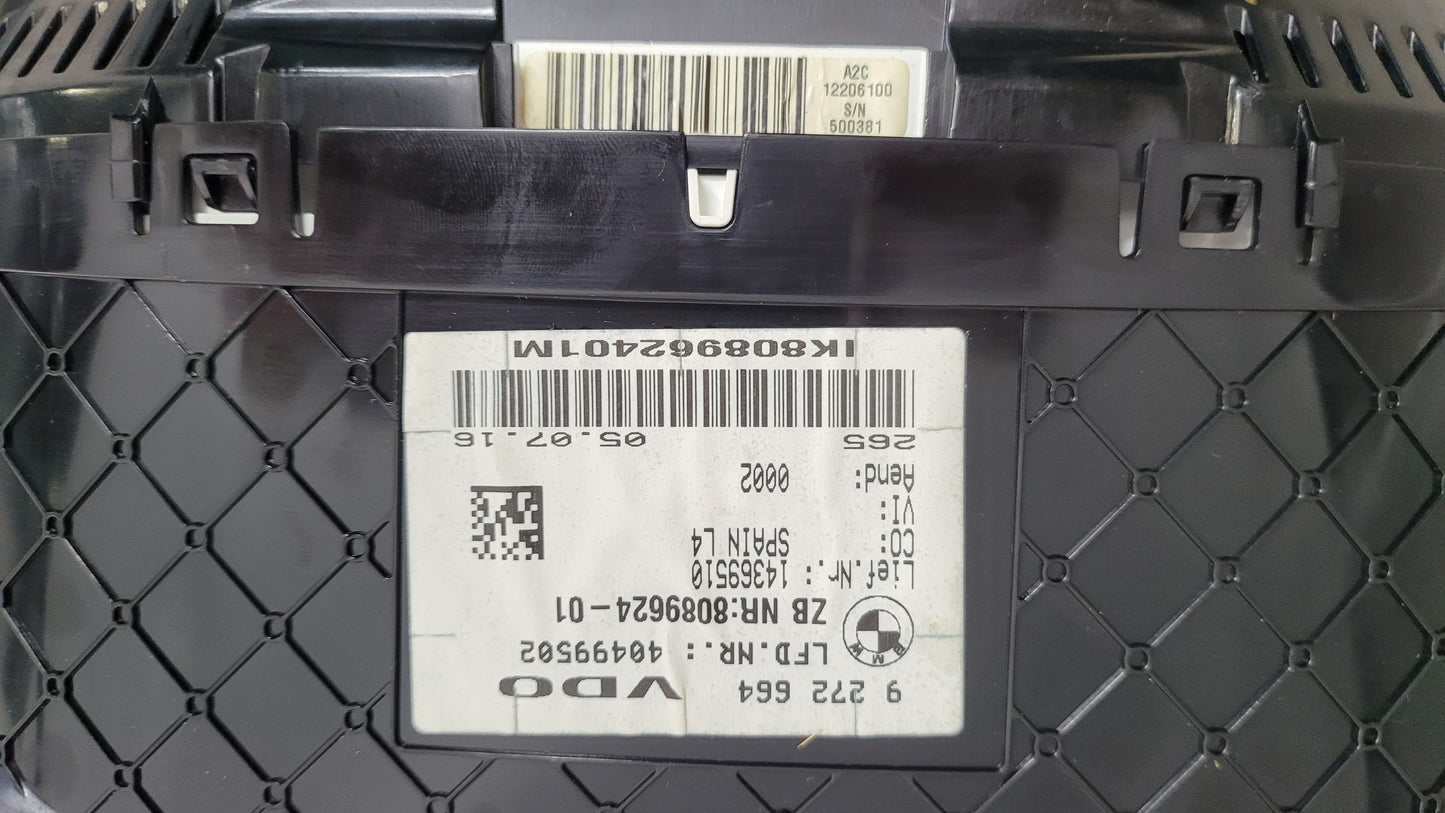 A2C
12206100
S/N
500381
9 272 664 VDO
LFD.NR.: 40499502
BMW
ZB NR:8089624-01
Lief.Nr.: 14369510
CO: SPAIN L4
VI:
Aend: 0002
265 05.07.16
IK808962401M